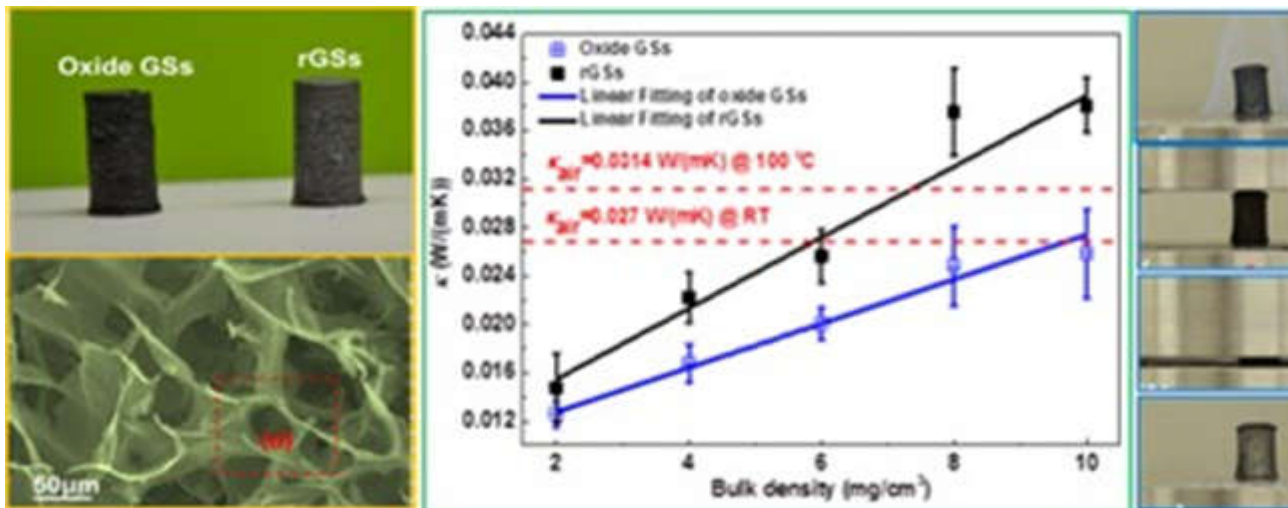 Oxide GSs
rGSs
50μm
(d)
κ (W/(mK))
0.044
0.040
0.036
0.032
0.028
0.024
0.020
0.016
0.012
Oxide GSs
rGSs
Linear Fitting of oxide GSs
Linear Fitting of rGSs
κair=0.0314 W/(mK) @ 100 °C
κair=0.027 W/(mK) @ RT
2 4 6 8 10
Bulk density (mg/cm³)